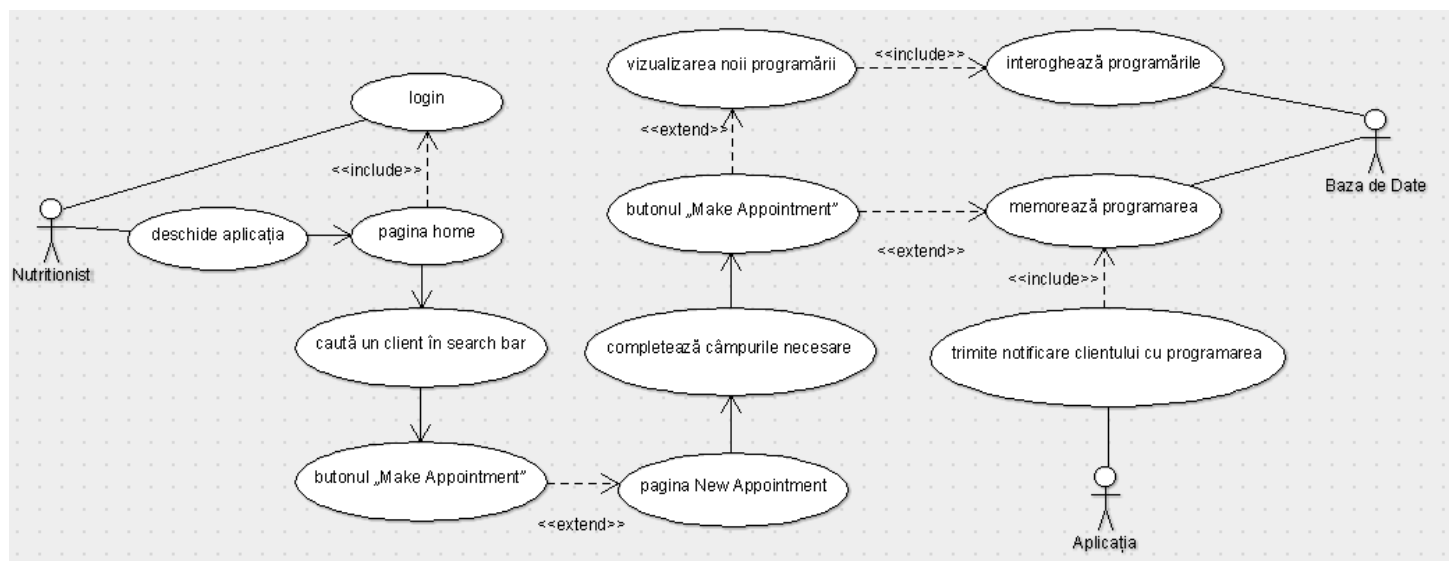 login
<<include>>
Nutritionist
deschide aplicația
pagina home
caută un client în search bar
butonul „Make Appointment”
<<extend>>
pagina New Appointment
completează câmpurile necesare
butonul „Make Appointment”
<<extend>>
vizualizarea noii programării
<<include>>
interoghează programările
Baza de Date
memorează programarea
<<extend>>
<<include>>
trimite notificare clientului cu programarea
Aplicația